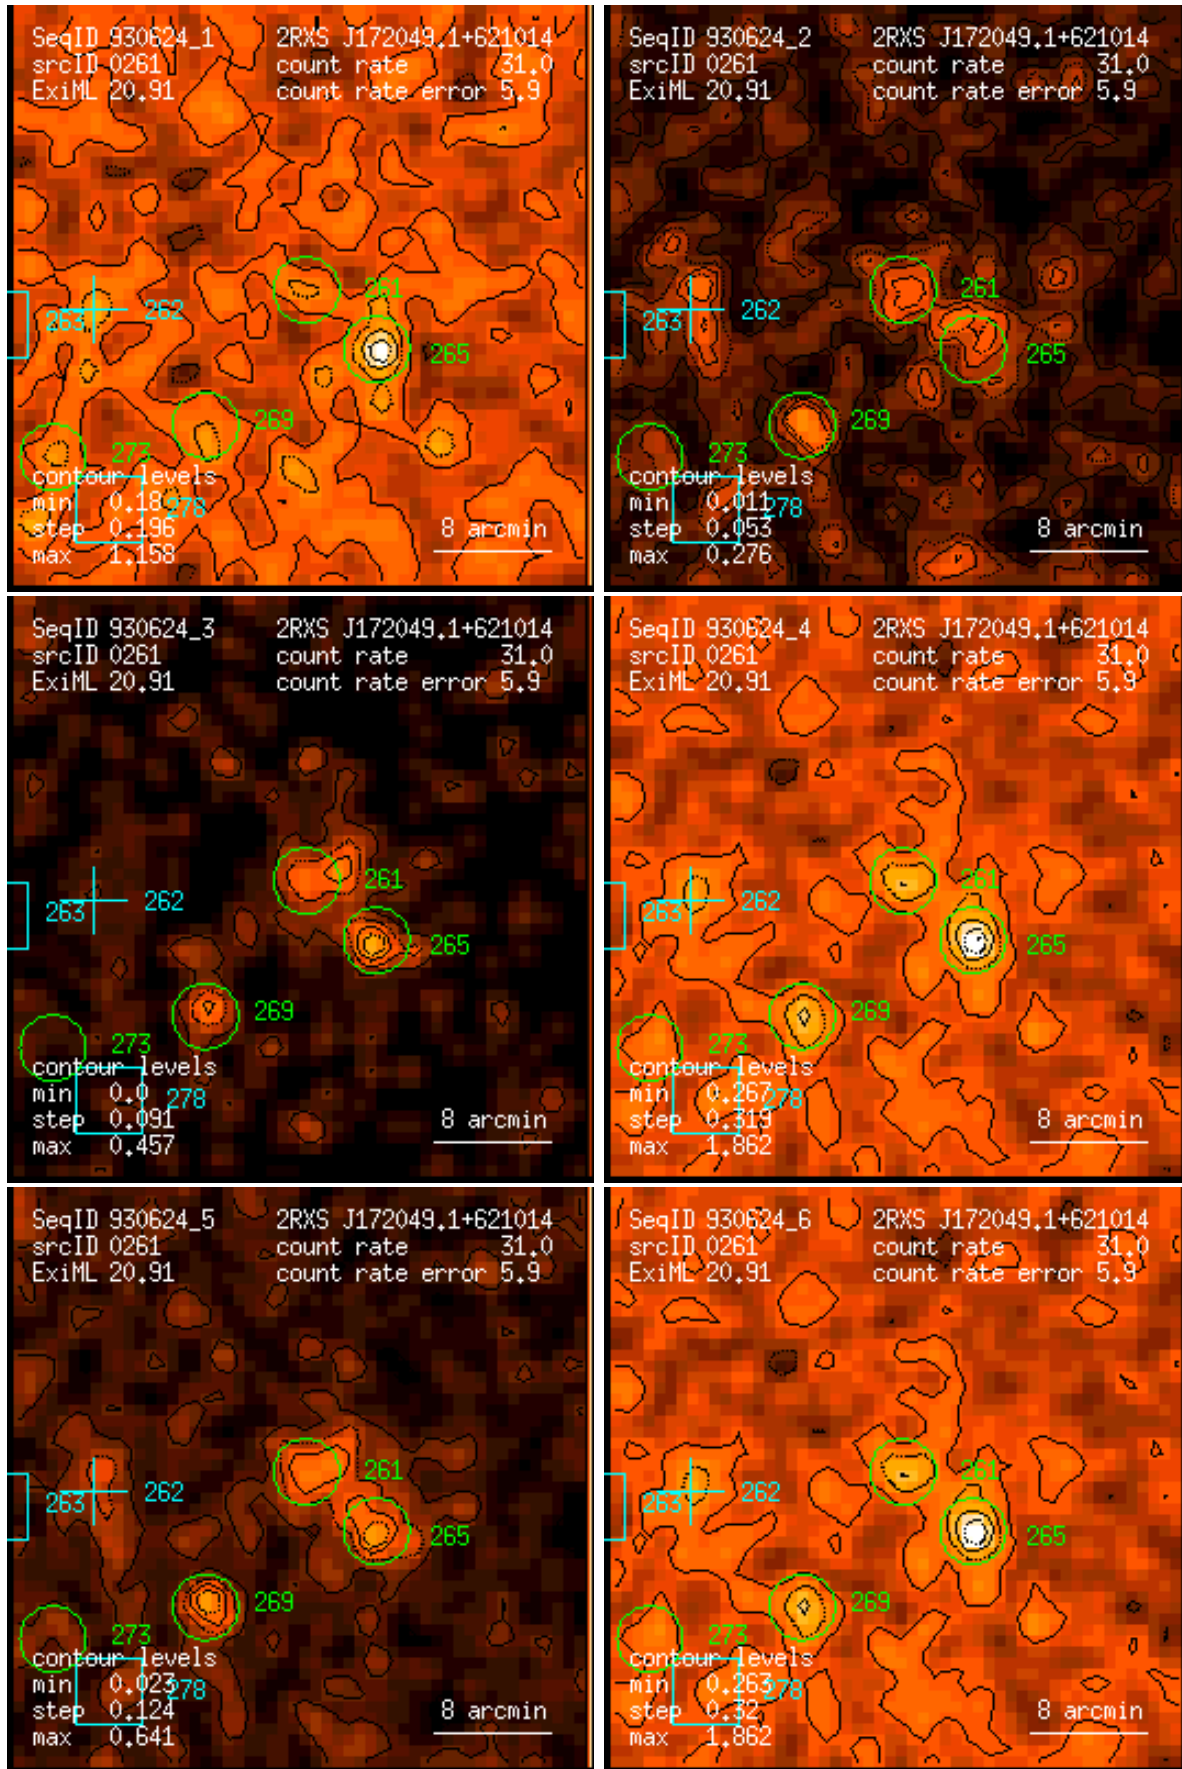 SeqID 930624_1 2RXS J172049.1+621014
srcID 0261 count rate 31.0
ExiML 20.91 count rate error 5.9
261
263 262
265
269
273
contour levels
min 0.18
278
step 0.196
8 arcmin
max 1.158
SeqID 930624_2 2RXS J172049.1+621014
srcID 0261 count rate 31.0
ExiML 20.91 count rate error 5.9
261
263 262
265
269
273
contour levels
min 0.011
278
step 0.053
8 arcmin
max 0.276
SeqID 930624_3 2RXS J172049.1+621014
srcID 0261 count rate 31.0
ExiML 20.91 count rate error 5.9
261
263 262
265
269
273
contour levels
min 0.0
278
step 0.091
8 arcmin
max 0.457
SeqID 930624_4 2RXS J172049.1+621014
srcID 0261 count rate 31.0
ExiML 20.91 count rate error 5.9
261
263 262
265
269
273
contour levels
min 0.267
278
step 0.319
8 arcmin
max 1.862
SeqID 930624_5 2RXS J172049.1+621014
srcID 0261 count rate 31.0
ExiML 20.91 count rate error 5.9
261
263 262
265
269
273
contour levels
min 0.023
278
step 0.124
8 arcmin
max 0.641
SeqID 930624_6 2RXS J172049.1+621014
srcID 0261 count rate 31.0
ExiML 20.91 count rate error 5.9
261
263 262
265
269
273
contour levels
min 0.263
278
step 0.32
8 arcmin
max 1.862